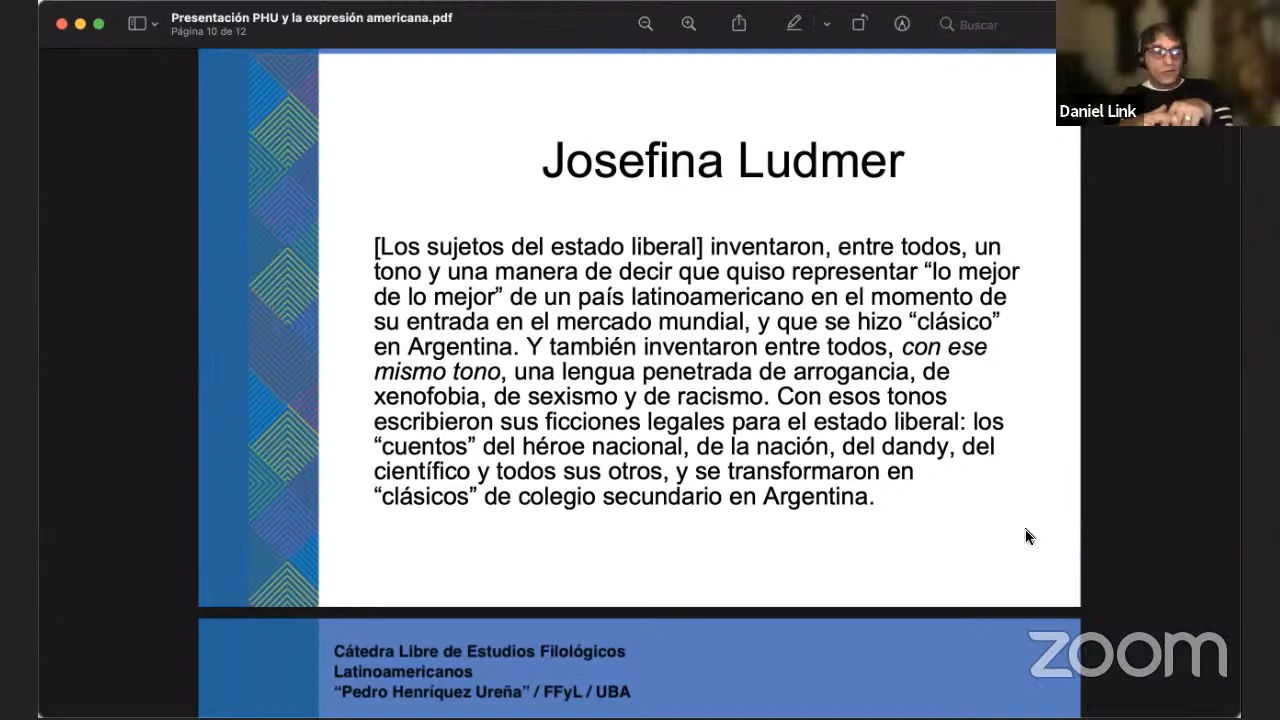 Presentación PHU y la expresión americana.pdf
Página 10 de 12
Buscar
Daniel Link
Josefina Ludmer
[Los sujetos del estado liberal] inventaron, entre todos, un
tono y una manera de decir que quiso representar “lo mejor
de lo mejor” de un país latinoamericano en el momento de
su entrada en el mercado mundial, y que se hizo “clásico”
en Argentina. Y también inventaron entre todos, con ese
mismo tono, una lengua penetrada de arrogancia, de
xenofobia, de sexismo y de racismo. Con esos tonos
escribieron sus ficciones legales para el estado liberal: los
“cuentos” del héroe nacional, de la nación, del dandy, del
científico y todos sus otros, y se transformaron en
“clásicos” de colegio secundario en Argentina.
Cátedra Libre de Estudios Filológicos
Latinoamericanos
“Pedro Henríquez Ureña” / FFyL / UBA
zoom